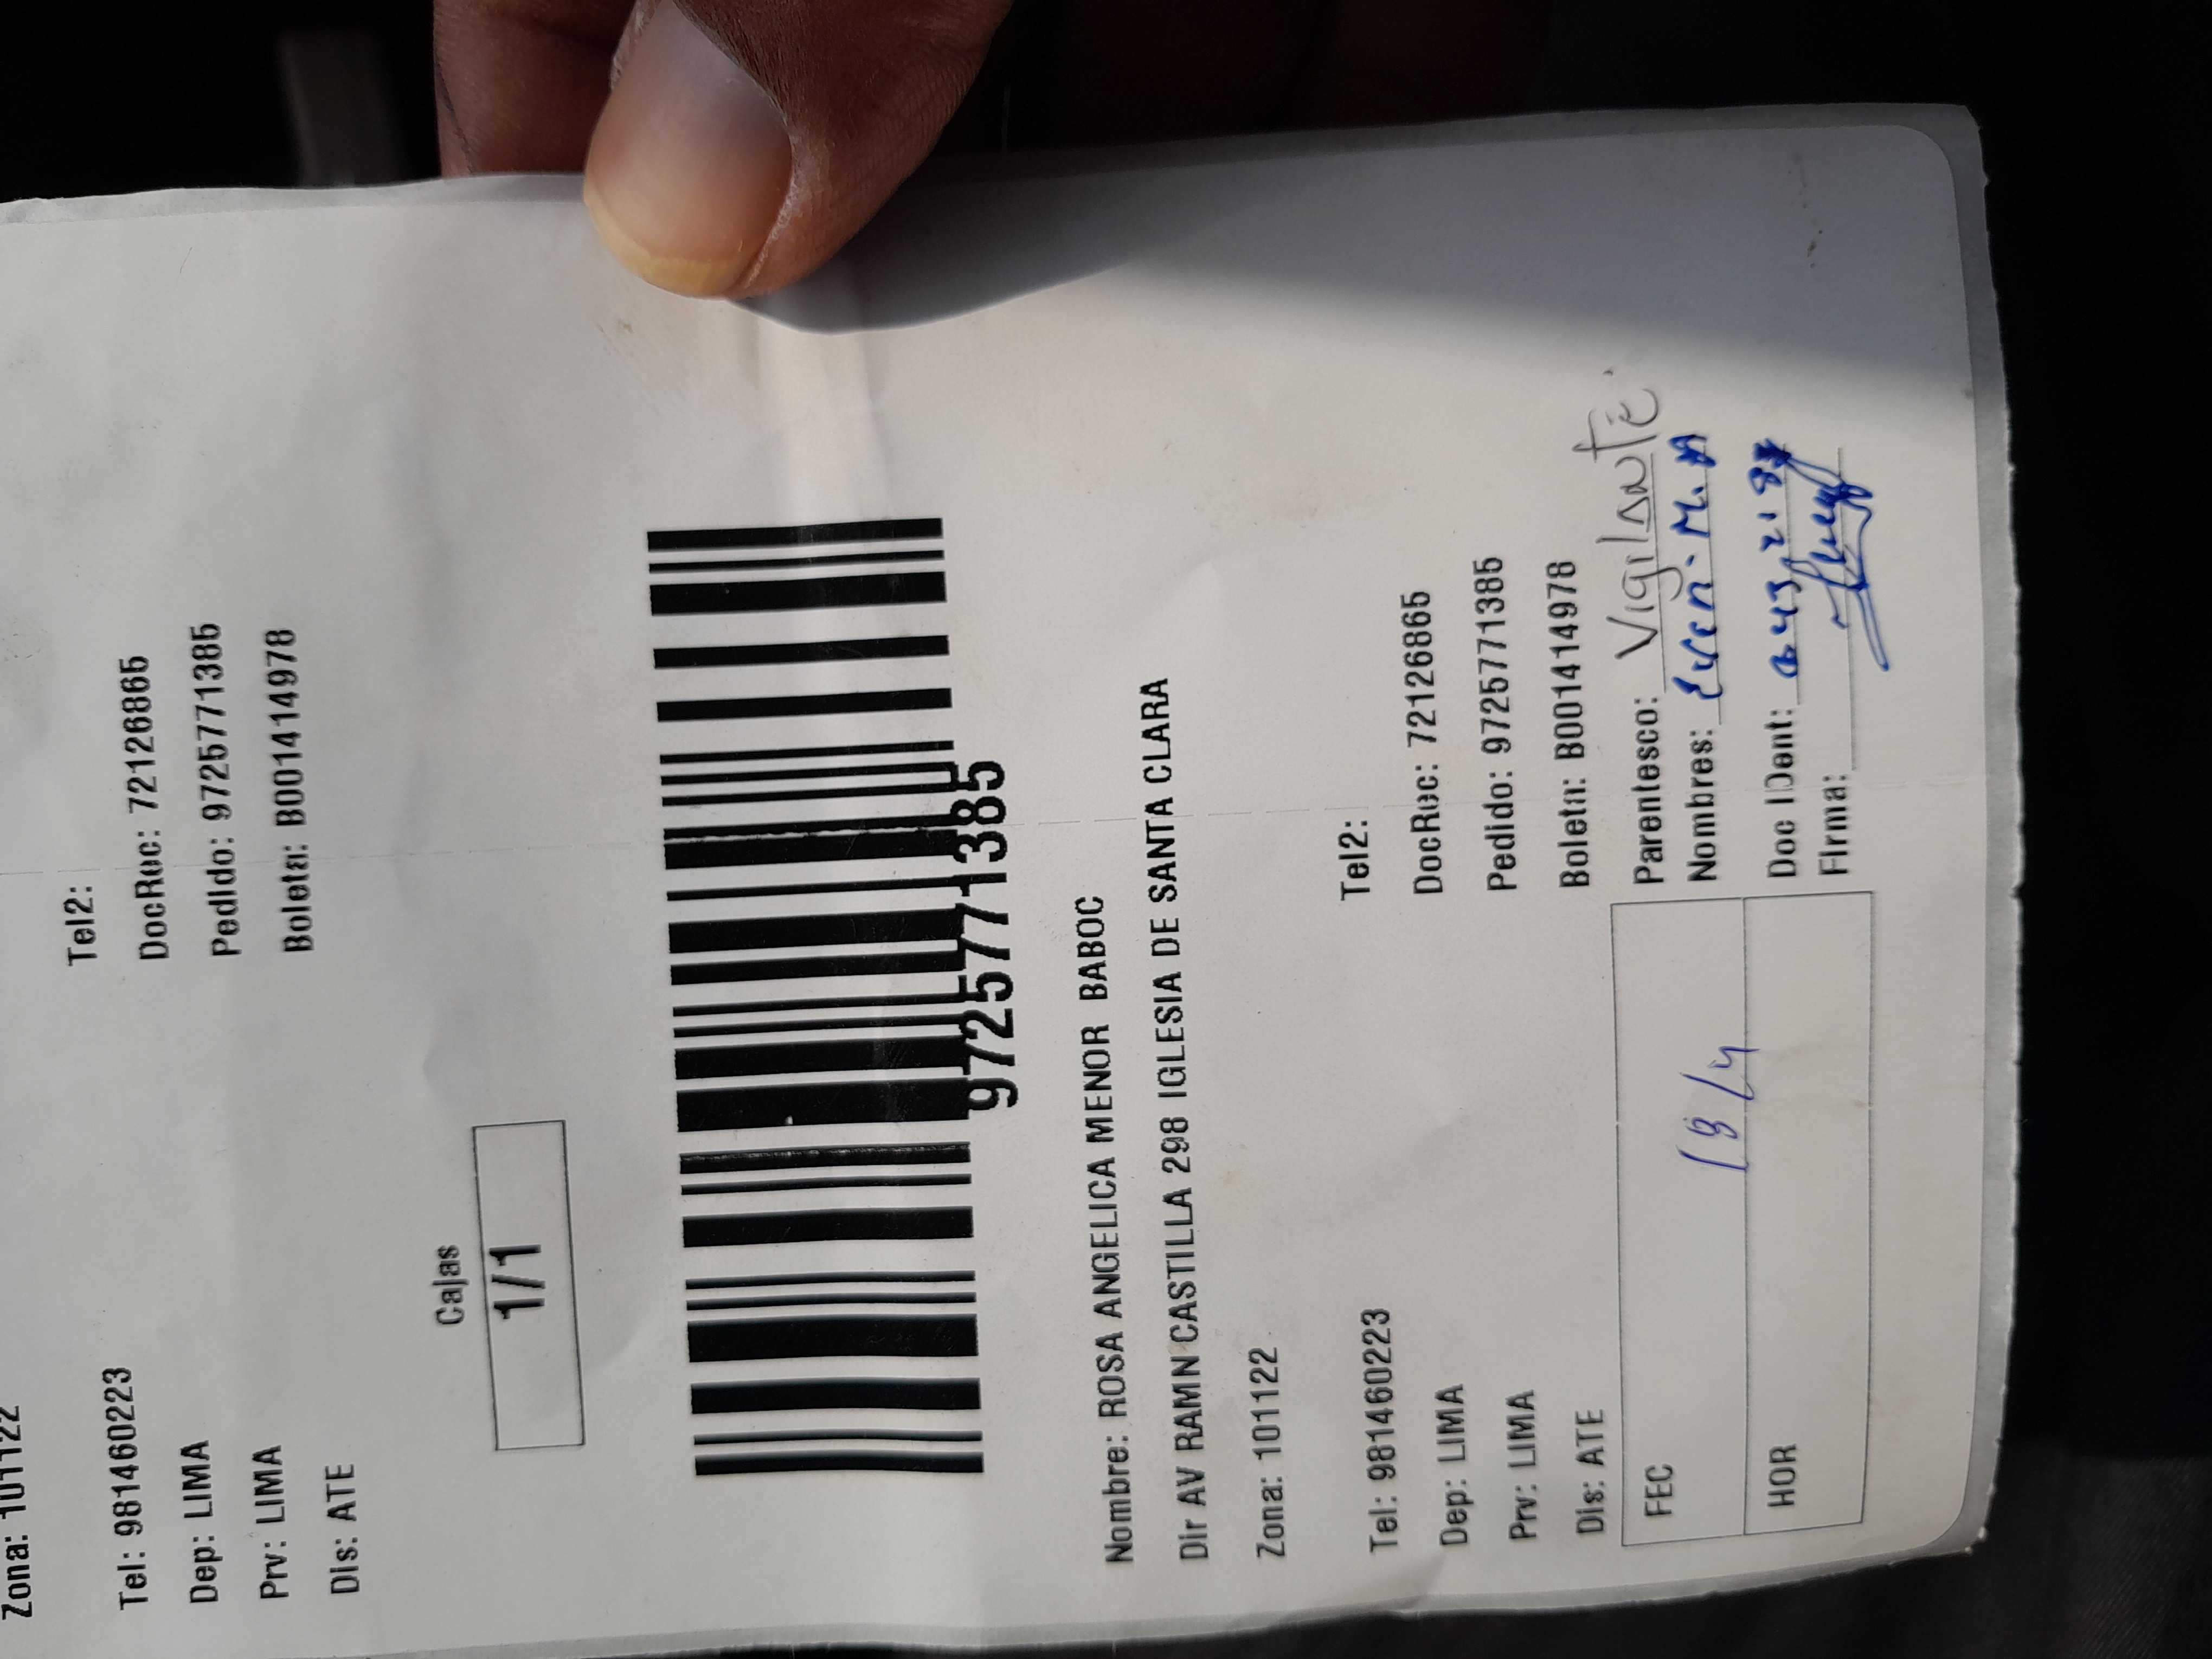 Zona: 101122
Tel2:
Tel: 981460223
DocRuc: 72126865
Dep: LIMA
Pedido: 9725771385
Prv: LIMA
Boleta: B001414978
Dis: ATE
Cajas
1/1
9725771385
Nombre: ROSA ANGELICA MENOR BABOC
Dir AV RAMN CASTILLA 298 IGLESIA DE SANTA CLARA
Zona: 101122
Tel2:
Tel: 981460223
DocRuc: 72126865
Dep: LIMA
Pedido: 9725771385
Prv: LIMA
Boleta: B001414978
Dis: ATE
Parentesco: Vigilante.
FEC
Nombres:
18/4
Doc IDent:
HOR
Firma: